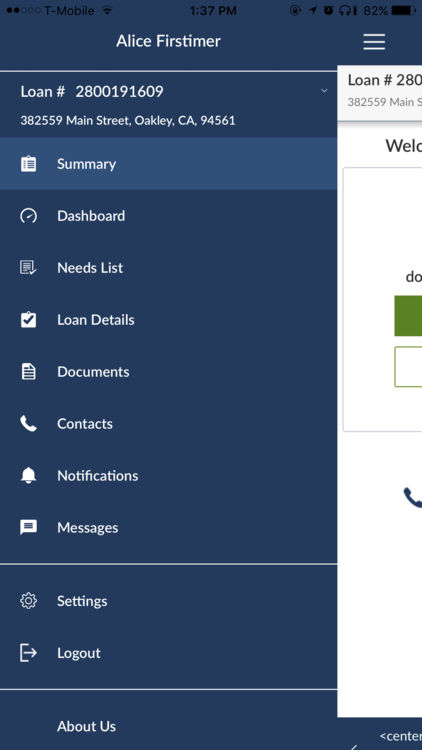 T-Mobile 1:37 PM 82%
Alice Firstimer
Loan # 2800191609
382559 Main Street, Oakley, CA, 94561
Summary
Dashboard
Needs List
Loan Details
Documents
Contacts
Notifications
Messages
Settings
Logout
About Us
Loan # 280
382559 Main S
Welc
do
<center